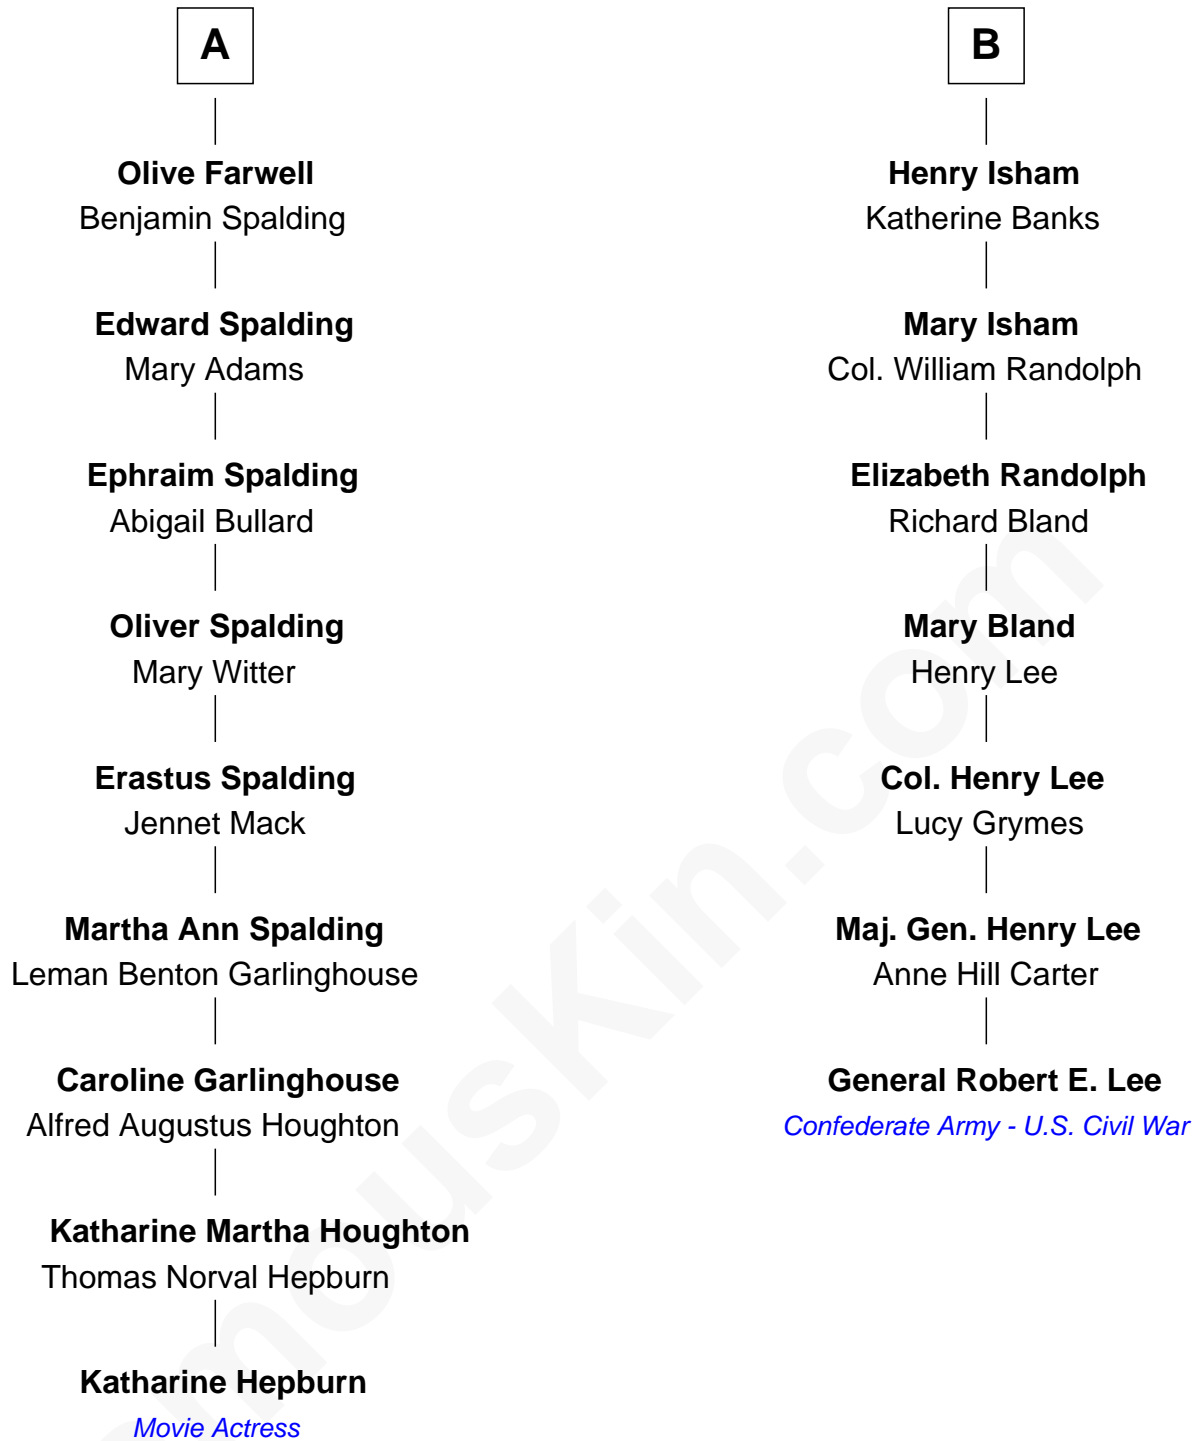 A
Olive Farwell
Benjamin Spalding
Edward Spalding
Mary Adams
Ephraim Spalding
Abigail Bullard
Oliver Spalding
Mary Witter
Erastus Spalding
Jennet Mack
Martha Ann Spalding
Leman Benton Garlinghouse
Caroline Garlinghouse
Alfred Augustus Houghton
Katharine Martha Houghton
Thomas Norval Hepburn
Katharine Hepburn
Movie Actress
B
Henry Isham
Katherine Banks
Mary Isham
Col. William Randolph
Elizabeth Randolph
Richard Bland
Mary Bland
Henry Lee
Col. Henry Lee
Lucy Grymes
Maj. Gen. Henry Lee
Anne Hill Carter
General Robert E. Lee
Confederate Army - U.S. Civil War
mousKin.com